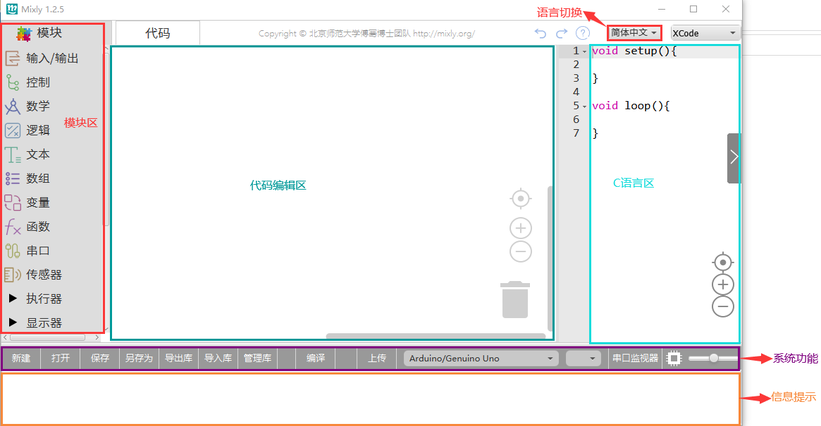 Mixly 1.2.5
语言切换
模块
代码
Copyright © 北京师范大学傅骞博士团队 http://mixly.org/
简体中文
XCode
输入/输出
控制
数学
逻辑
文本
数组
变量
函数
串口
传感器
执行器
显示器
模块区
代码编辑区
1 void setup(){
2
3 }
4
5 void loop(){
6
7 }
C语言区
新建 打开 保存 另存为 导出库 导入库 管理库 编译 上传 Arduino/Genuino Uno 串口监视器
系统功能
信息提示